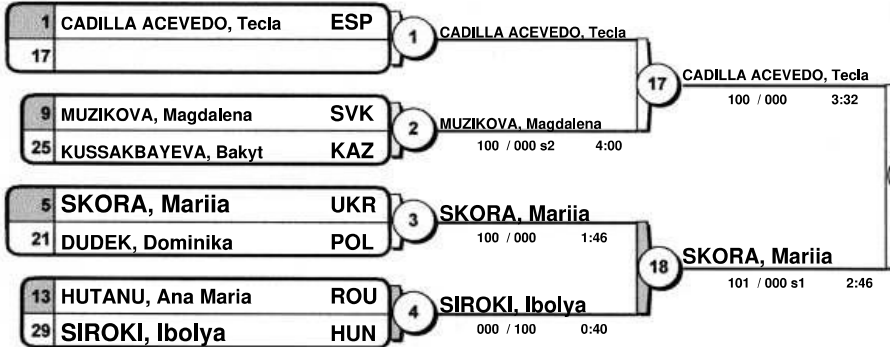 1 CADILLA ACEVEDO, Tecla ESP
17
1
CADILLA ACEVEDO, Tecla
9 MUZIKOVA, Magdalena SVK
25 KUSSAKBAYEVA, Bakyt KAZ
2
MUZIKOVA, Magdalena
100 / 000 s2 4:00
17
CADILLA ACEVEDO, Tecla
100 / 000 3:32
5 SKORA, Mariia UKR
21 DUDEK, Dominika POL
3
SKORA, Mariia
100 / 000 1:46
13 HUTANU, Ana Maria ROU
29 SIROKI, Ibolya HUN
4
SIROKI, Ibolya
000 / 100 0:40
18
SKORA, Mariia
101 / 000 s1 2:46